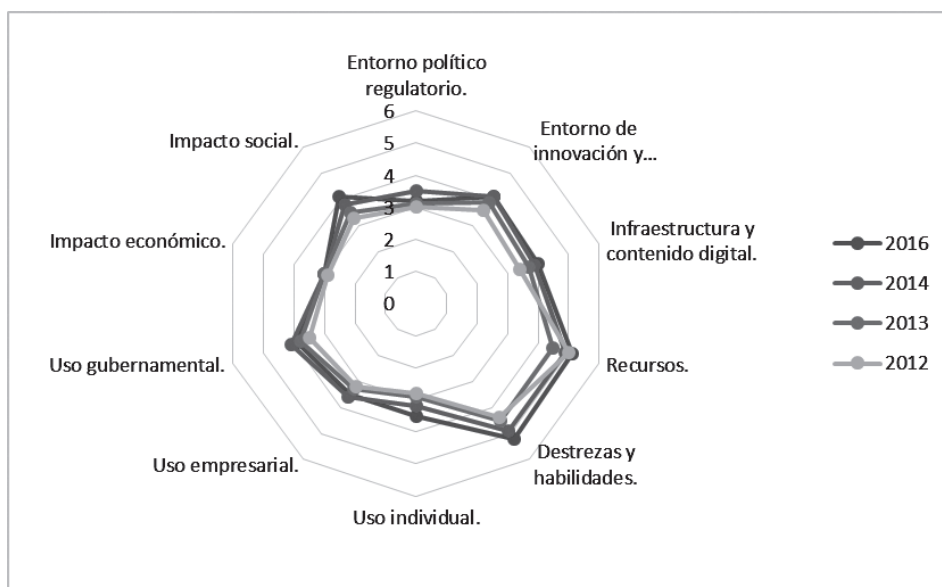 Entorno político
regulatorio.
6
5
4
3
2
1
0
Entorno de
innovación y...
Infraestructura y
contenido digital.
Recursos.
Destrezas y
habilidades.
Uso individual.
Uso empresarial.
Uso gubernamental.
Impacto económico.
Impacto social.
2016
2014
2013
2012